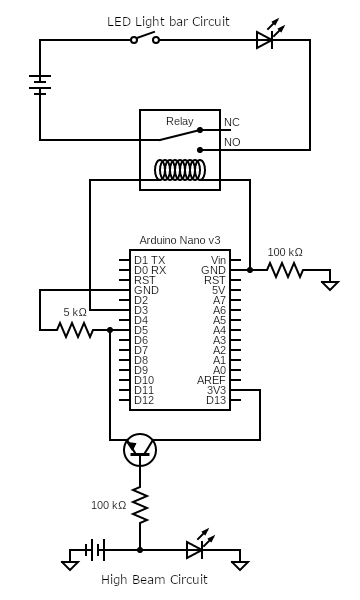 LED Light bar Circuit
Relay
NC
NO
Arduino Nano v3
100 kΩ
D1 TX Vin
D0 RX GND
RST RST
GND 5V
D2 A7
D3 A6
5 kΩ
D4 A5
D5 A4
D6 A3
D7 A2
D8 A1
D9 A0
D10 AREF
D11 3V3
D12 D13
100 kΩ
High Beam Circuit